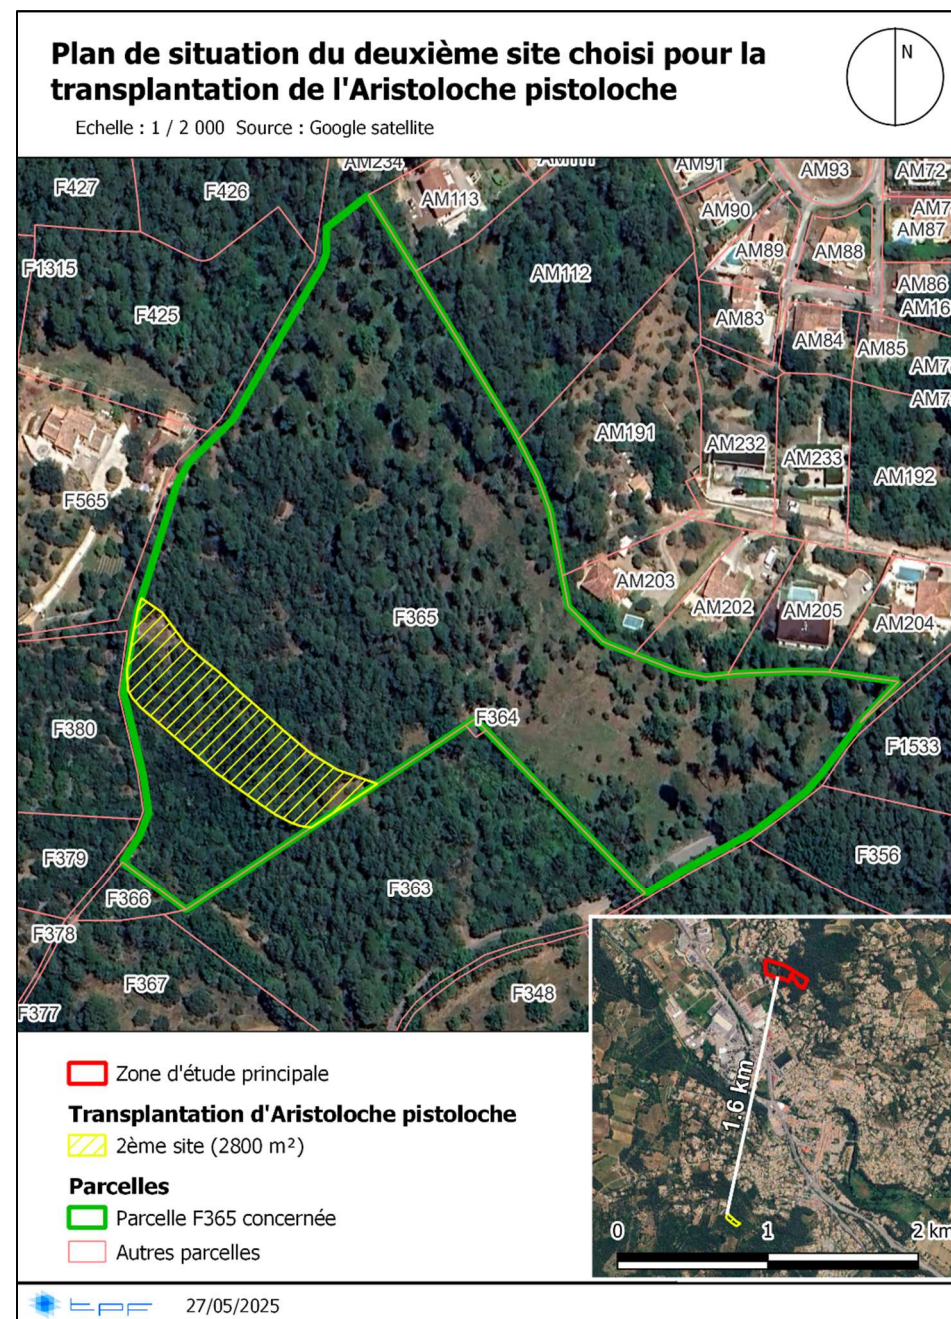 Plan de situation du deuxième site choisi pour la
transplantation de l'Aristoloche pistoloche
N
Echelle : 1 / 2 000 Source : Google satellite
AM234
AM91
AM93
AM72
F427
F426
AM113
AM90
AM87
AM89
AM88
F1315
AM112
AM86
F425
AM83
AM84
AM85
AM191
AM232
AM233
AM192
F565
AM203
AM202
AM205
AM204
F365
F380
F364
F1533
F379
F356
F366
F363
F378
F367
F348
F377
1.6 km
0 1 2 km
Zone d'étude principale
Transplantation d'Aristoloche pistoloche
2ème site (2800 m²)
Parcelles
Parcelle F365 concernée
Autres parcelles
tpf 27/05/2025